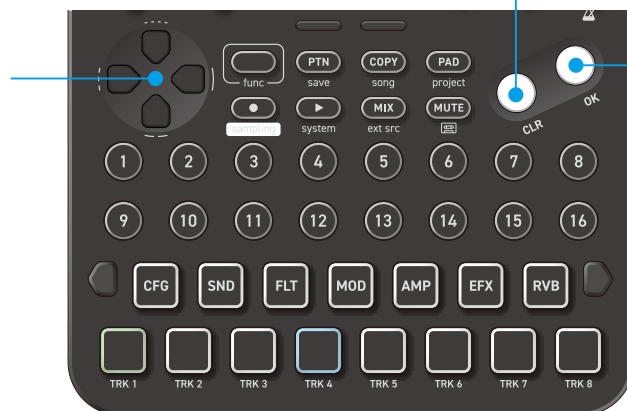 PTN COPY PAD
func save song project
MIX MUTE
sampling system ext src
CLR OK
1 2 3 4 5 6 7 8
9 10 11 12 13 14 15 16
CFG SND FLT MOD AMP EFX RVB
TRK 1 TRK 2 TRK 3 TRK 4 TRK 5 TRK 6 TRK 7 TRK 8